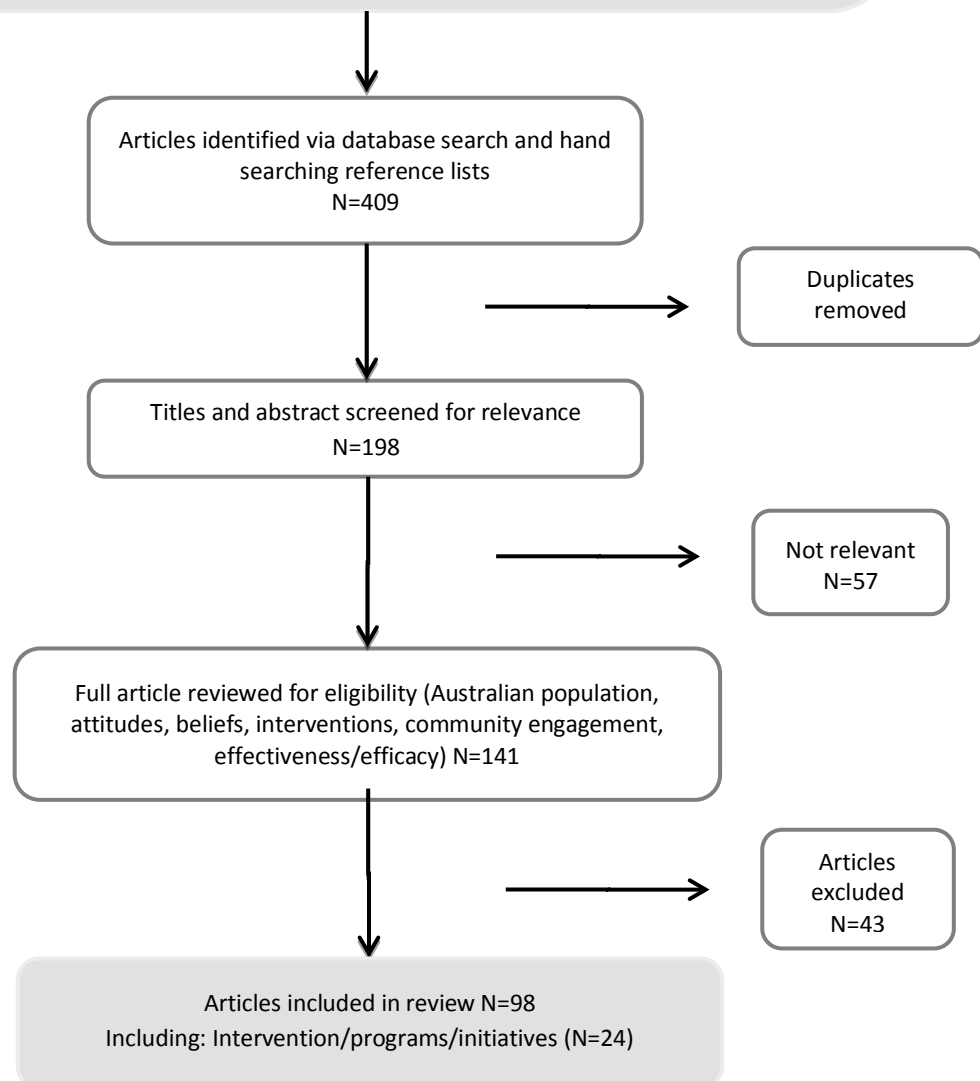 Articles identified via database search and hand
searching reference lists
N=409
Duplicates
removed
Titles and abstract screened for relevance
N=198
Not relevant
N=57
Full article reviewed for eligibility (Australian population,
attitudes, beliefs, interventions, community engagement,
effectiveness/efficacy) N=141
Articles
excluded
N=43
Articles included in review N=98
Including: Intervention/programs/initiatives (N=24)